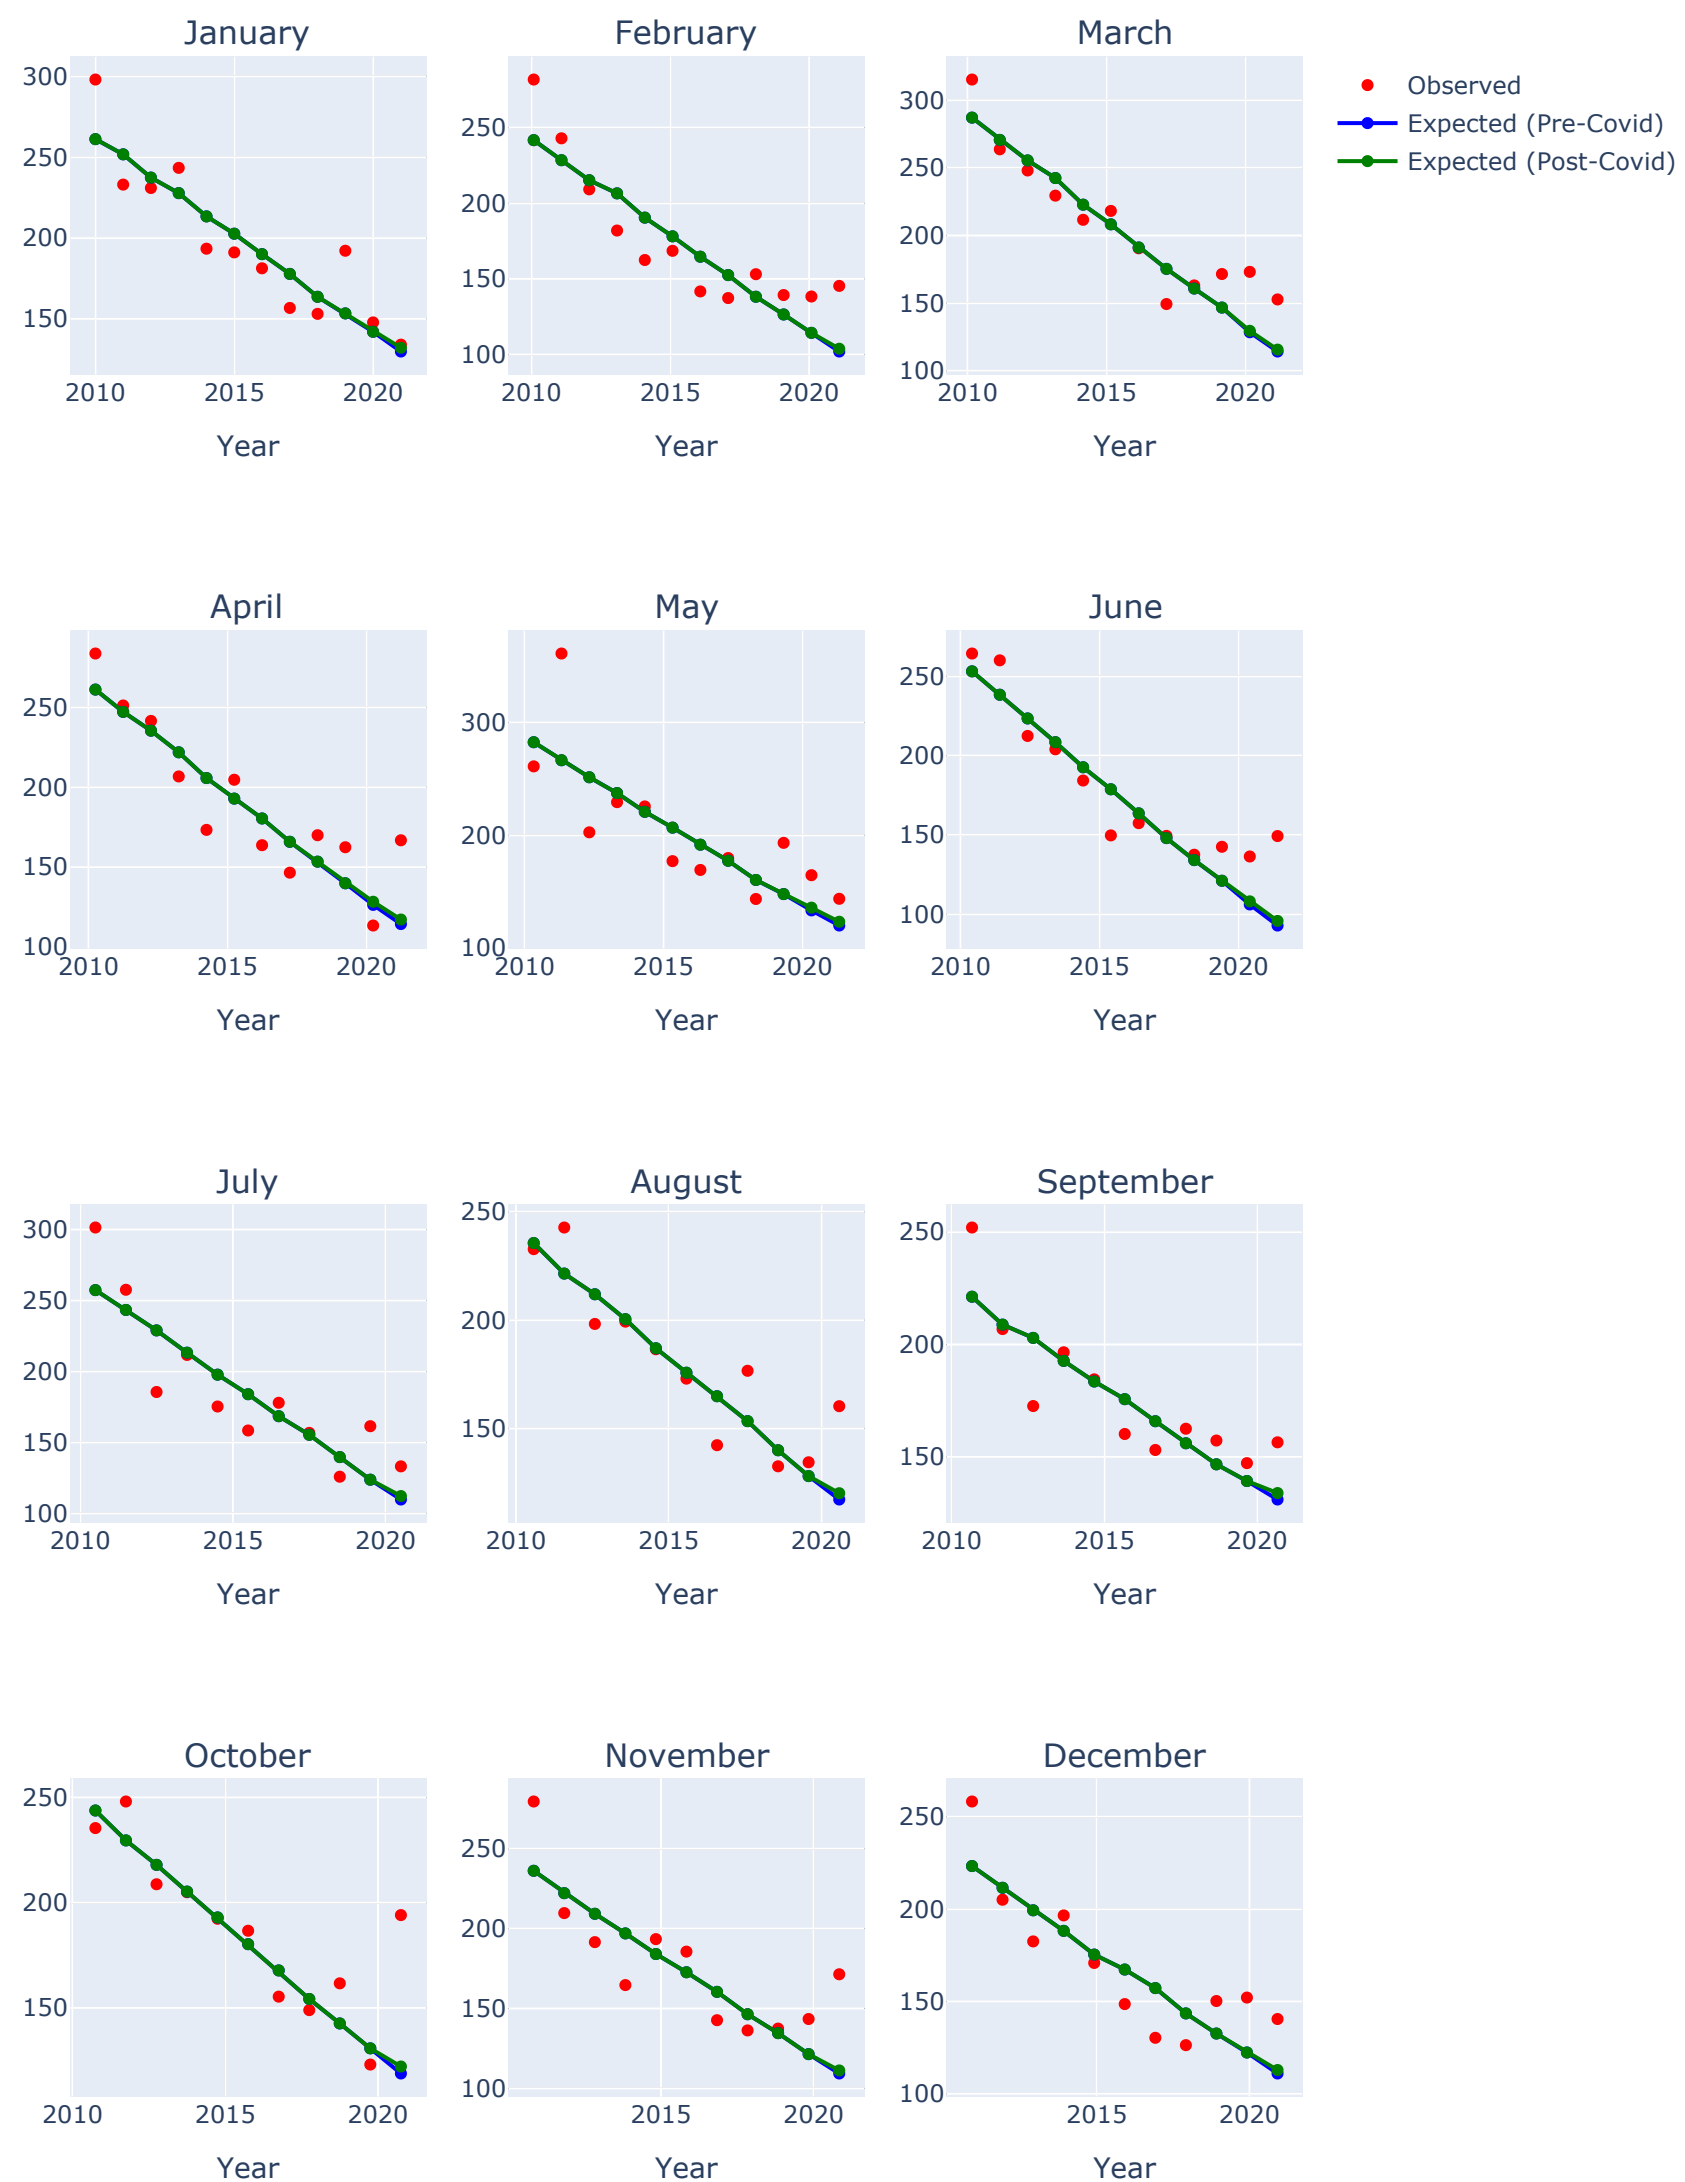 January
February
March
300
250
200
150
2010
2015
2020
Year
250
200
150
100
2010
2015
2020
Year
300
250
200
150
100
2010
2015
2020
Year
Observed
Expected (Pre-Covid)
Expected (Post-Covid)
April
May
June
250
200
150
100
2010
2015
2020
Year
300
200
100
2010
2015
2020
Year
250
200
150
100
2010
2015
2020
Year
July
August
September
300
250
200
150
100
2010
2015
2020
Year
250
200
150
2010
2015
2020
Year
250
200
150
2010
2015
2020
Year
October
November
December
250
200
150
2010
2015
2020
Year
250
200
150
100
2015
2020
Year
250
200
150
100
2015
2020
Year